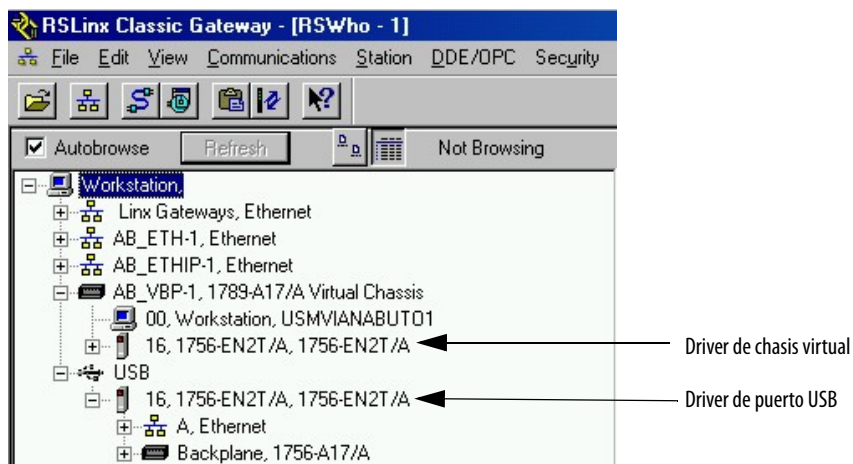 RSLinx Classic Gateway - [RSWho - 1]
File Edit View Communications Station DDE/OPC Security
Autobrowse Refresh Not Browsing
Workstation,
Linx Gateways, Ethernet
AB_ETH-1, Ethernet
AB_ETHIP-1, Ethernet
AB_VBP-1, 1789-A17/A Virtual Chassis
00, Workstation, USMVIANABUTO1
16, 1756-EN2T/A, 1756-EN2T/A Driver de chasis virtual
USB
16, 1756-EN2T/A, 1756-EN2T/A Driver de puerto USB
A, Ethernet
Backplane, 1756-A17/A